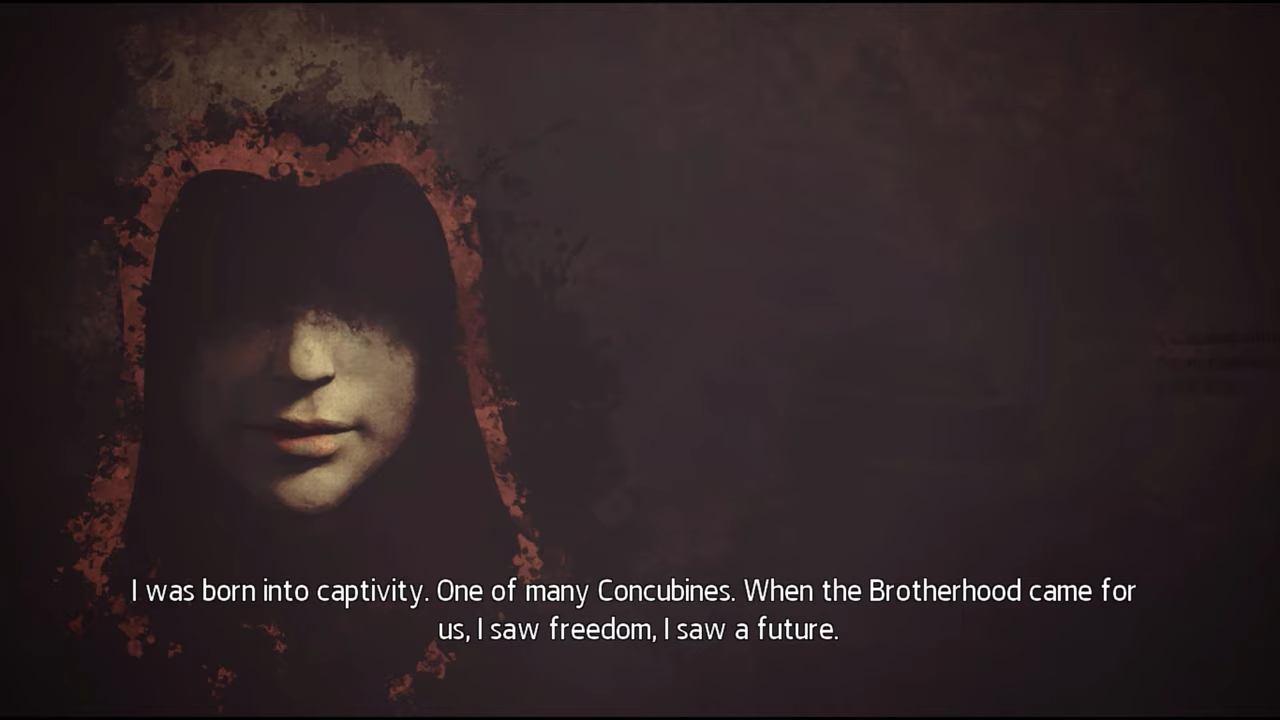 I was born into captivity. One of many Concubines. When the Brotherhood came for
us, I saw freedom, I saw a future.